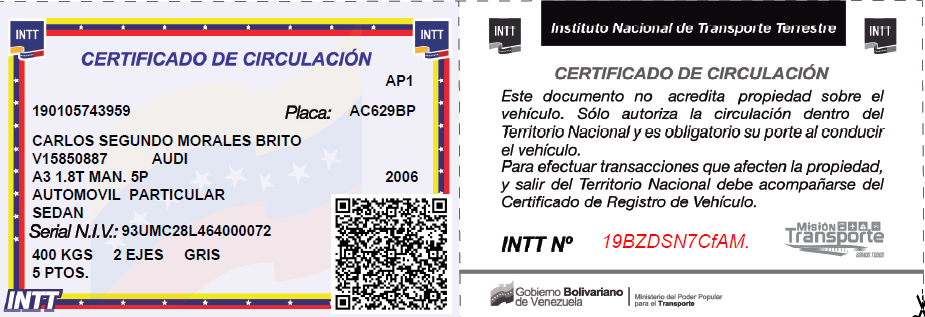 INTT
INTT
CERTIFICADO DE CIRCULACIÓN
AP1
190105743959 Placa: AC629BP
CARLOS SEGUNDO MORALES BRITO
V15850887 AUDI
A3 1.8T MAN. 5P 2006
AUTOMOVIL PARTICULAR
SEDAN
Serial N.I.V.: 93UMC28L464000072
400 KGS 2 EJES GRIS
5 PTOS.
INTT
INTT
Instituto Nacional de Transporte Terrestre
INTT
CERTIFICADO DE CIRCULACIÓN
Este documento no acredita propiedad sobre el
vehículo. Sólo autoriza la circulación dentro del
Territorio Nacional y es obligatorio su porte al conducir
el vehículo.
Para efectuar transacciones que afecten la propiedad,
y salir del Territorio Nacional debe acompañarse del
Certificado de Registro de Vehículo.
INTT Nº 19BZDSN7CfAM.
Misión
Transporte
Gobierno Bolivariano
de Venezuela
Ministerio del Poder Popular
para el Transporte